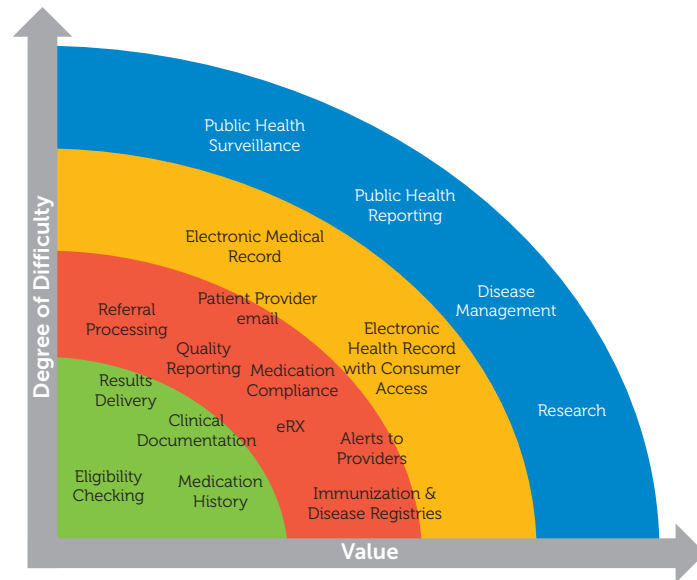 Public Health
Surveillance
Public Health
Reporting
Electronic Medical
Record
Disease
Management
Patient Provider
email
Referral
Processing
Electronic
Health Record
with Consumer
Access
Quality
Reporting
Medication
Compliance
Results
Delivery
Research
Clinical
Documentation
eRX
Alerts to
Providers
Eligibility
Checking
Medication
History
Immunization &
Disease Registries
Degree of Difficulty
Value